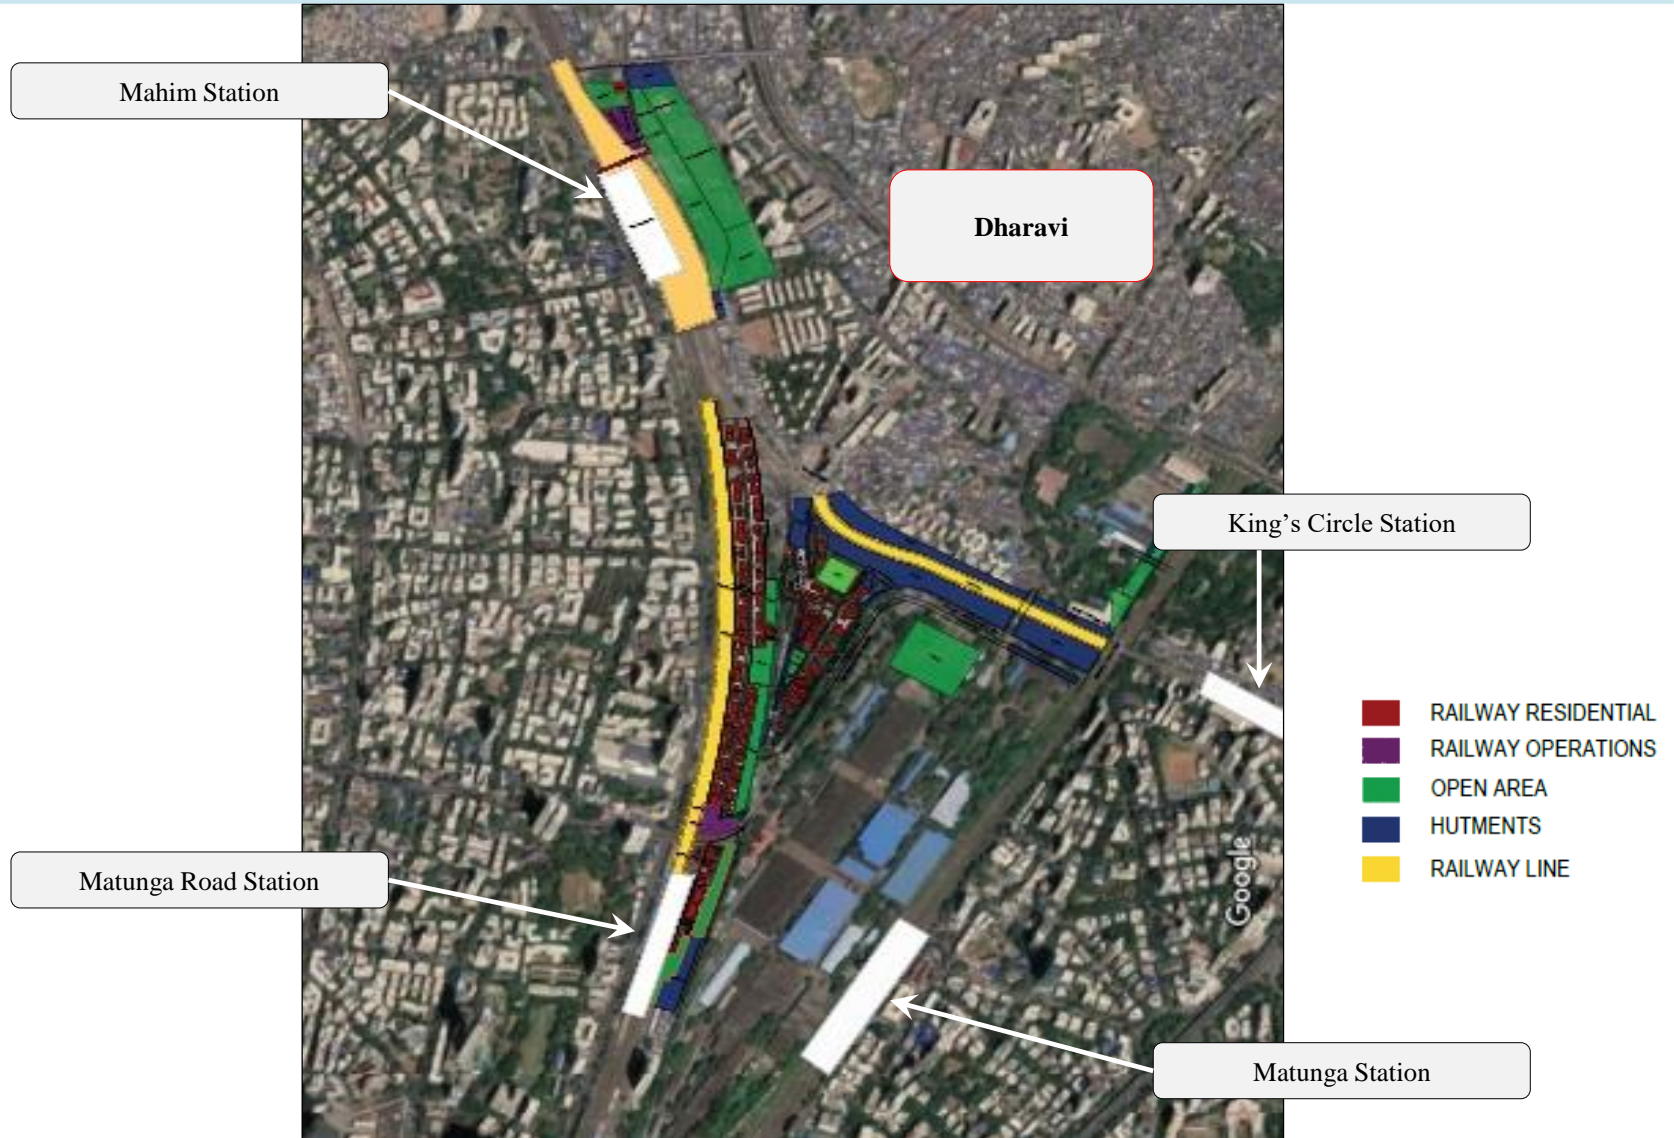 Mahim Station
Dharavi
King’s Circle Station
RAILWAY RESIDENTIAL
RAILWAY OPERATIONS
OPEN AREA
HUTMENTS
RAILWAY LINE
Google
Matunga Road Station
Matunga Station